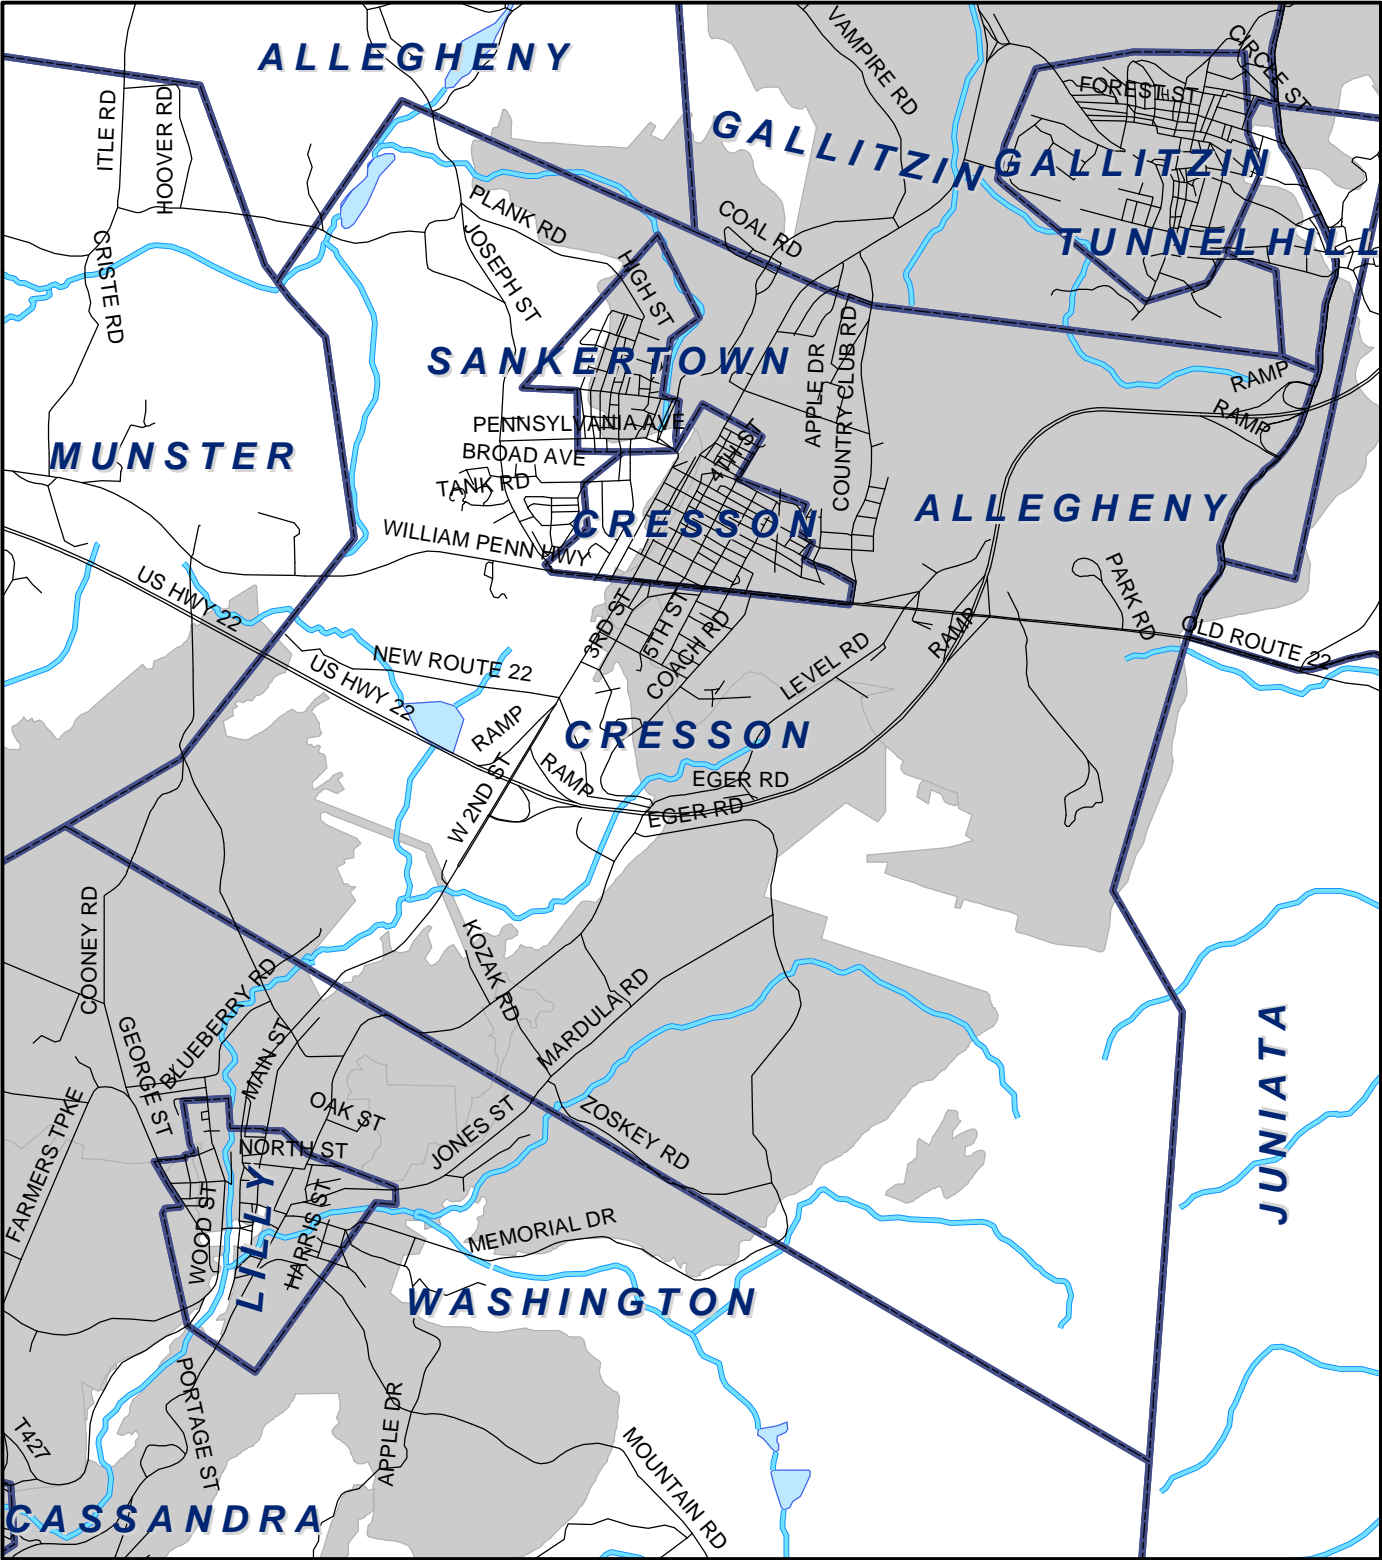 ALLEGHENY
VAMPIRE RD
CIRCLE ST
FOREST ST
ITLE RD
HOOVER RD
GALLITZIN
GALLITZIN
PLANK RD
COAL RD
TUNNELHILL
CRISTE RD
JOSEPH ST
HIGH ST
SANKERTOWN
APPLE DR
COUNTRY CLUB RD
RAMP
RAMP
PENNSYLVANIA AVE
BROAD AVE
4TH ST
MUNSTER
TANK RD
ALLEGHENY
CRESSON
WILLIAM PENN HWY
US HWY 22
PARK RD
3RD ST
5TH ST
COACH RD
RAMP
OLD ROUTE 22
NEW ROUTE 22
US HWY 22
LEVEL RD
RAMP
CRESSON
W 2ND ST
RAMP
EGER RD
EGER RD
COONEY RD
KOZAK RD
BLUEBERRY RD
MARDULA RD
JUNIATA
GEORGE ST
MAIN ST
FARMERS TPKE
OAK ST
JONES ST
ZOSKEY RD
NORTH ST
WOOD ST
LILLY
HARRIS ST
MEMORIAL DR
WASHINGTON
PORTAGE ST
APPLE DR
T427
MOUNTAIN RD
CASSANDRA